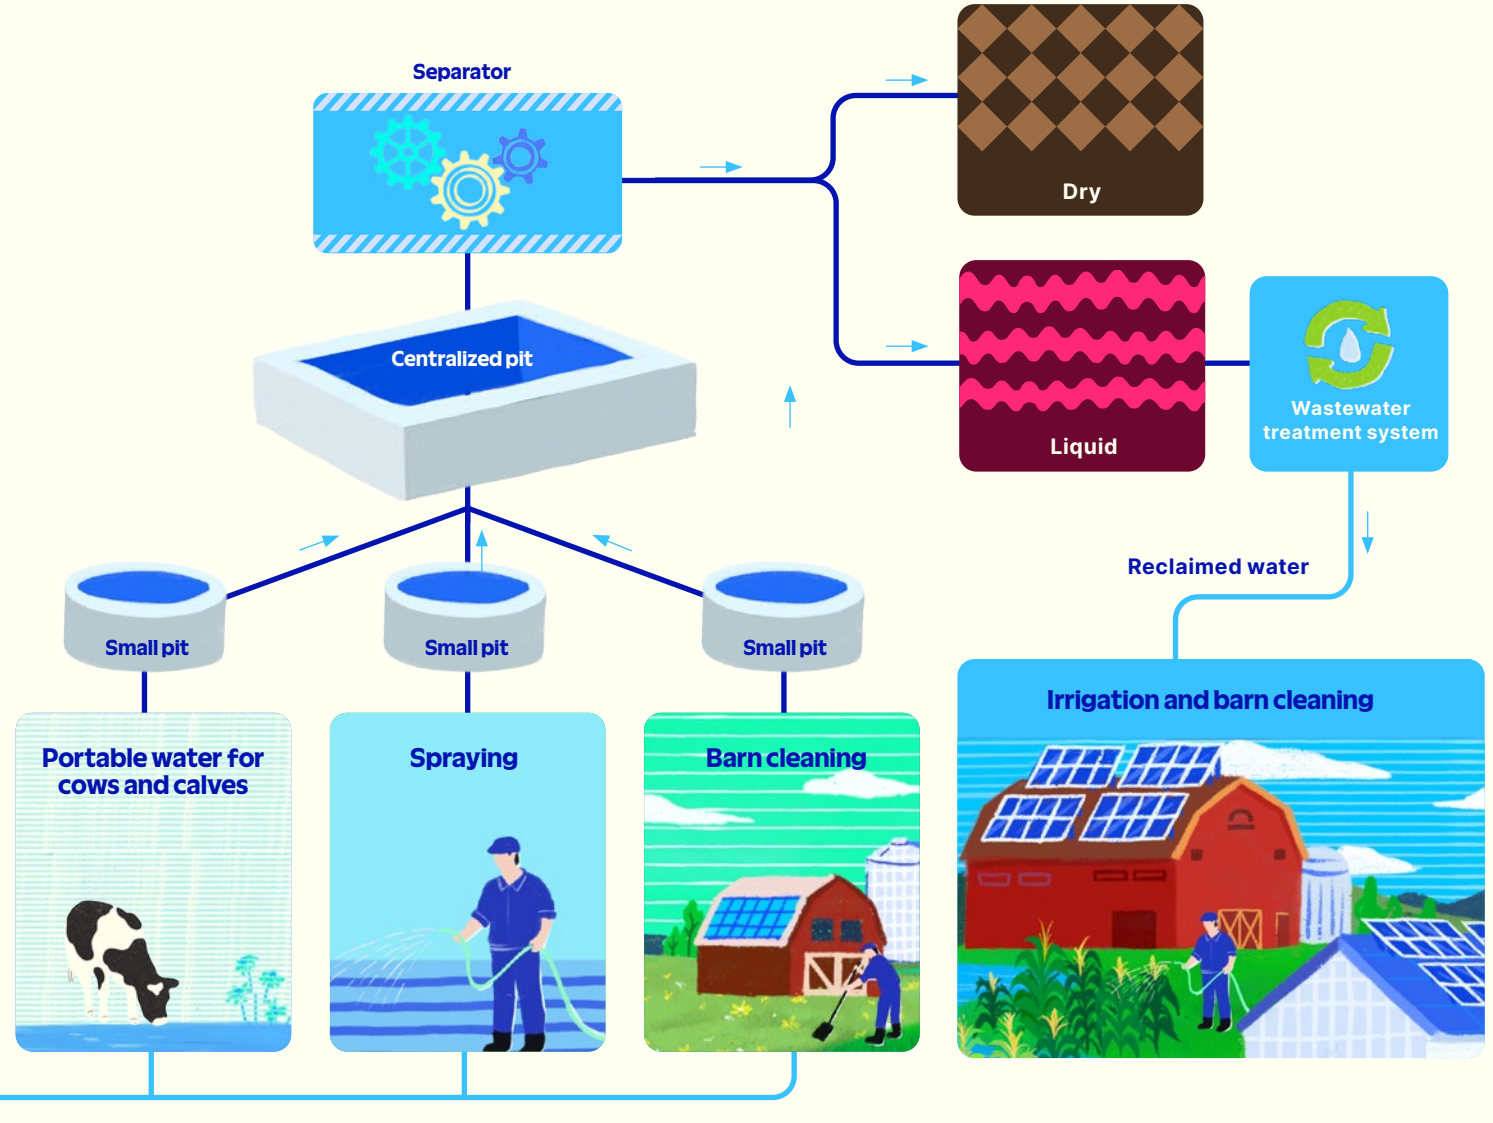 Separator
Dry
Centralized pit
Liquid
Wastewater
treatment system
Reclaimed water
Small pit
Small pit
Small pit
Portable water for
cows and calves
Spraying
Barn cleaning
Irrigation and barn cleaning